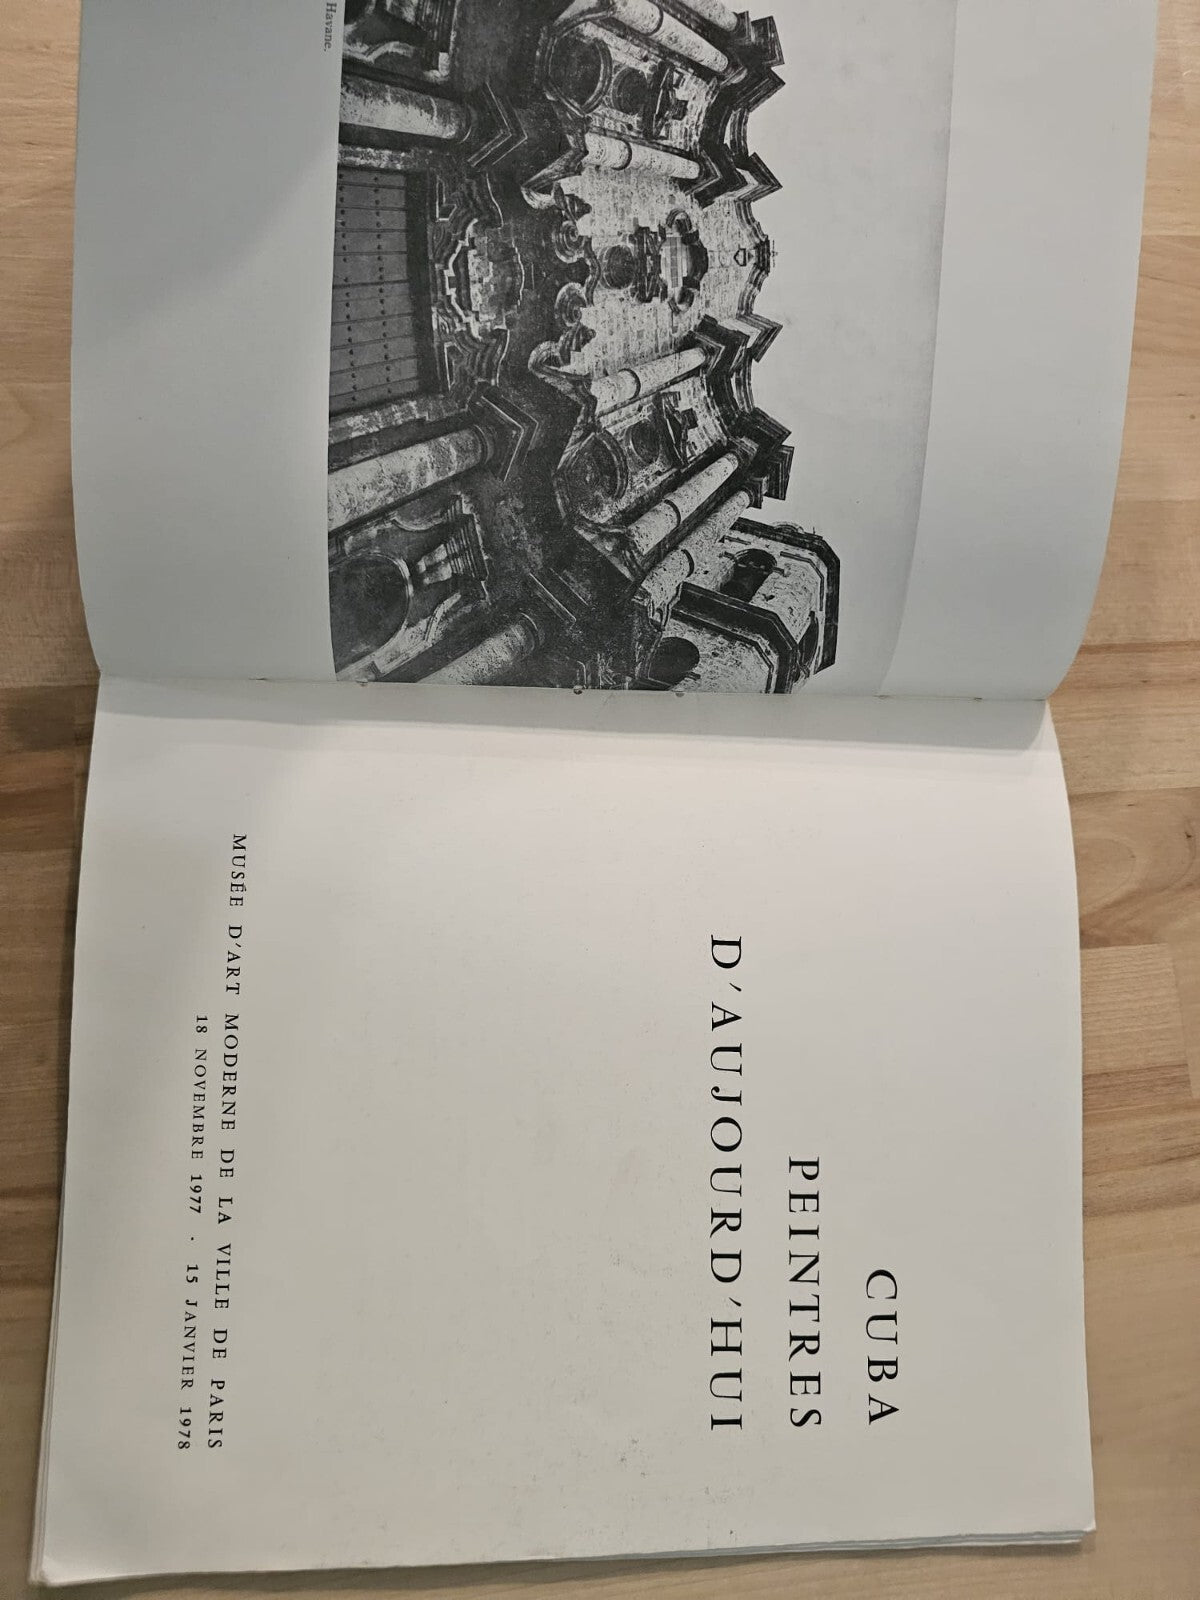 Havane.
CUBA
PEINTRES
D'AUJOURD'HUI
MUSÉE D'ART MODERNE DE LA VILLE DE PARIS
18 NOVEMBRE 1977 · 15 JANVIER 1978